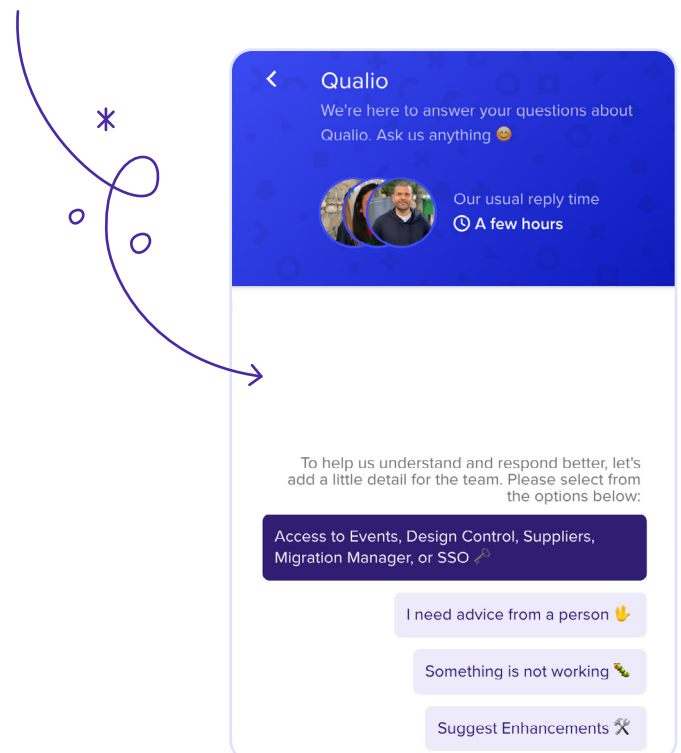 Qualio
We're here to answer your questions about
Qualio. Ask us anything 😊
Our usual reply time
A few hours
To help us understand and respond better, let's
add a little detail for the team. Please select from
the options below:
Access to Events, Design Control, Suppliers,
Migration Manager, or SSO 🗝️
I need advice from a person 🖖
Something is not working 🐛
Suggest Enhancements 🛠️